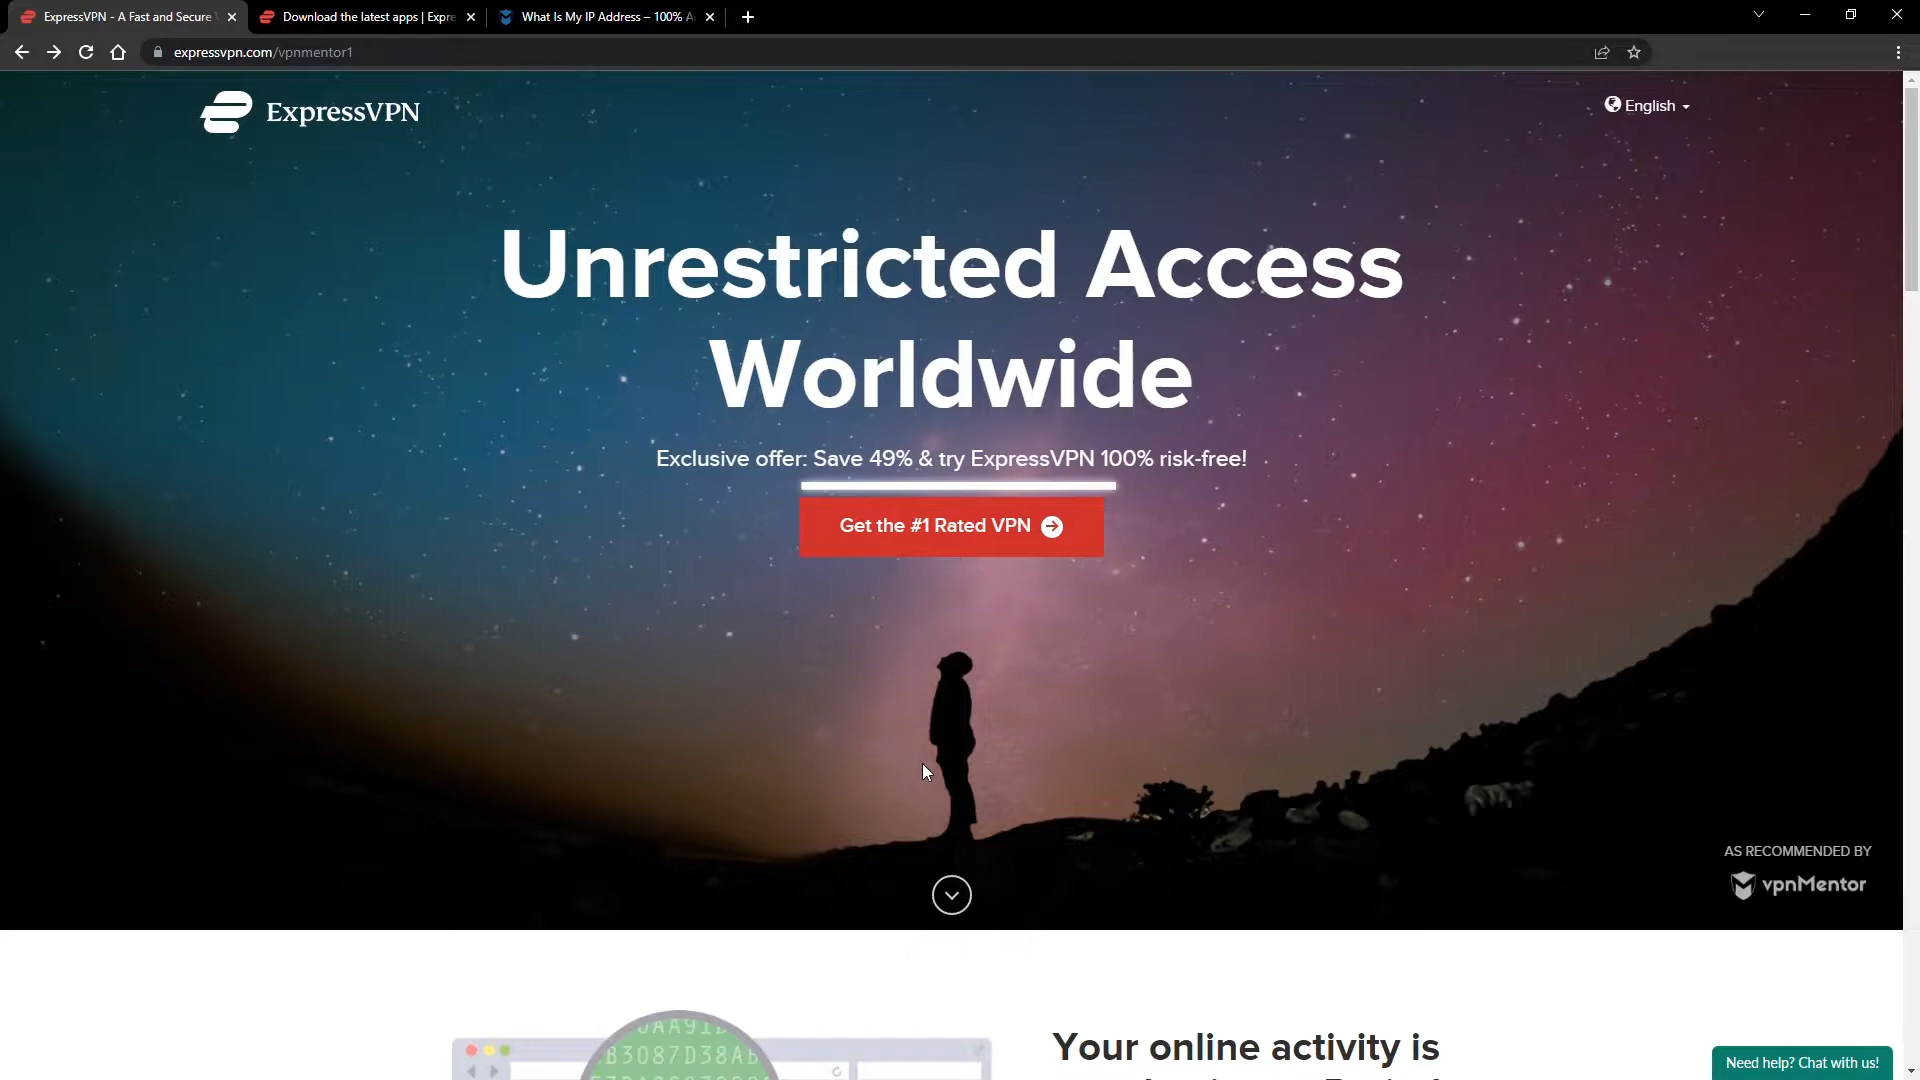 ExpressVPN - A Fast and Secure
Download the latest apps | Expre
What Is My IP Address – 100% A
expressvpn.com/vpnmentor1
ExpressVPN
English
Unrestricted Access
Worldwide
Exclusive offer: Save 49% & try ExpressVPN 100% risk-free!
Get the #1 Rated VPN
AS RECOMMENDED BY
vpnMentor
B3087D38AB
Your online activity is
Need help? Chat with us!